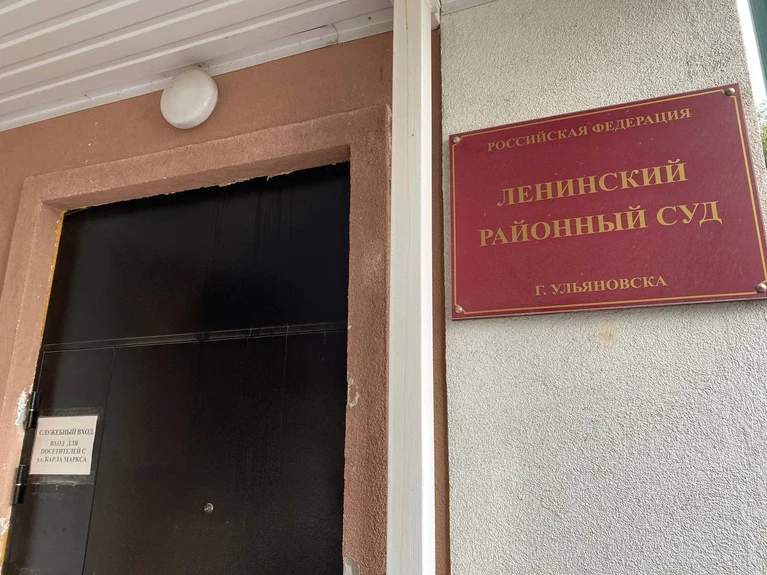 РОССИЙСКАЯ ФЕДЕРАЦИЯ
ЛЕНИНСКИЙ
РАЙОННЫЙ СУД
Г. УЛЬЯНОВСКА
СЛУЖЕБНЫЙ ВХОД.
ВХОД ДЛЯ
ПОСЕТИТЕЛЕЙ С
ул. КАРЛА МАРКСА